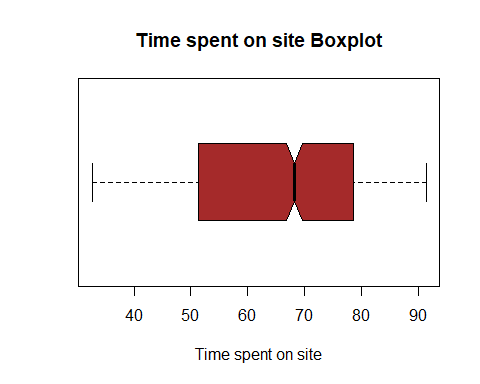 Time spent on site Boxplot
40 50 60 70 80 90
Time spent on site